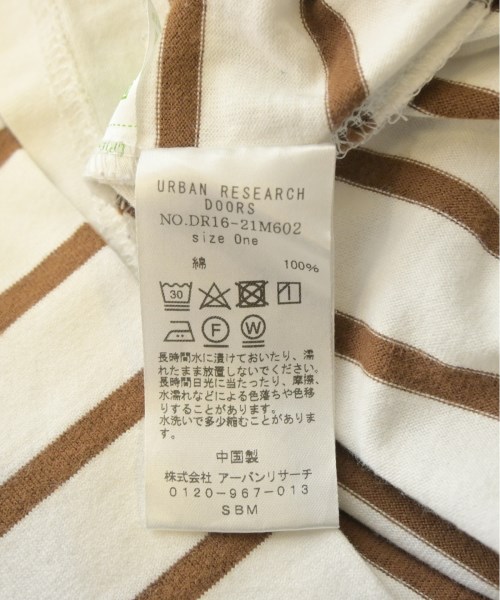 URBAN RESEARCH
DOORS
NO.DR16-21M602
size One
綿 100%
30
F W
長時間水に漬けておいたり、濡
れたまま放置しないでください。
長時間日光に当たったり、摩擦、
水濡れなどによる色落ちや色移
りすることがあります。
水洗いで多少縮むことがありま
す。
中国製
株式会社 アーバンリサーチ
0120-967-013
SBM